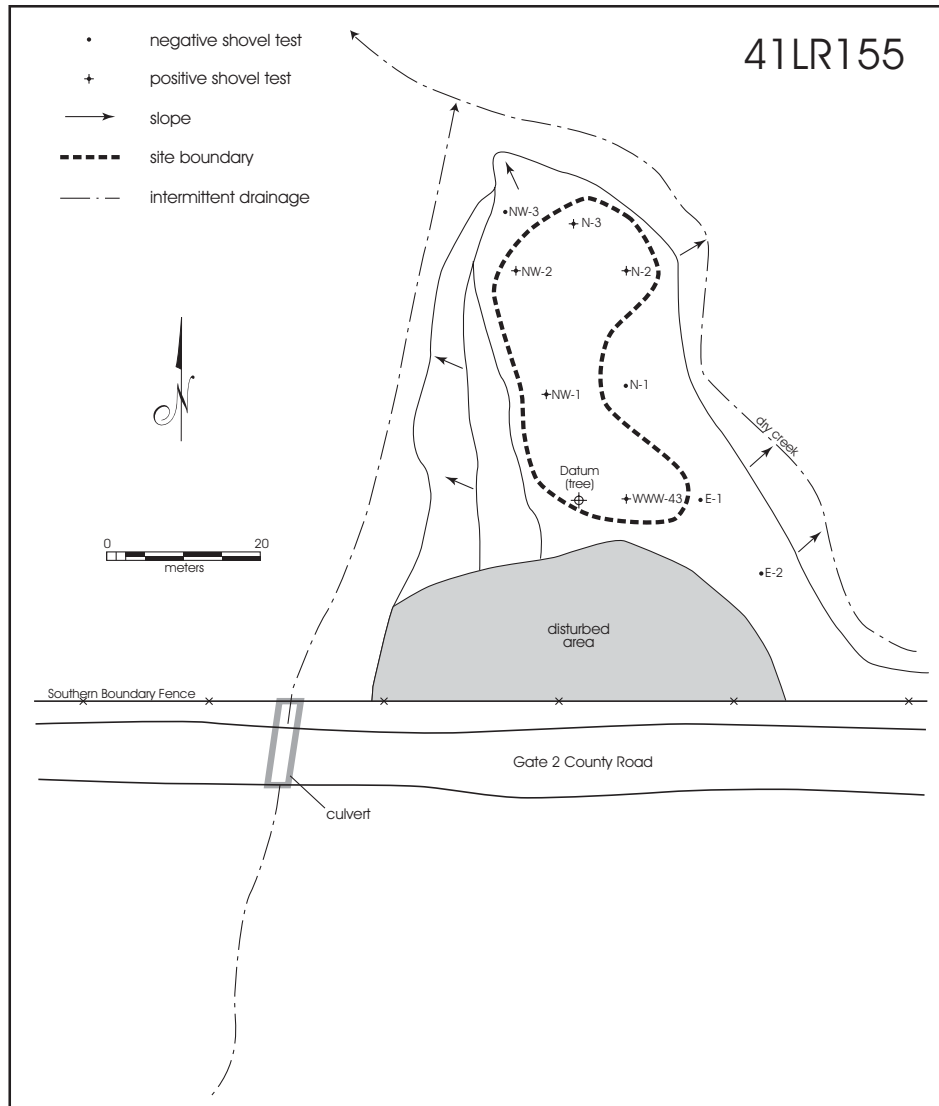 41LR155
negative shovel test
positive shovel test
slope
site boundary
intermittent drainage
NW-3
N-3
NW-2
N-2
N
NW-1
N-1
dry creek
Datum
(tree)
WWW-43
E-1
0 20
meters
E-2
disturbed
area
Southern Boundary Fence
Gate 2 County Road
culvert